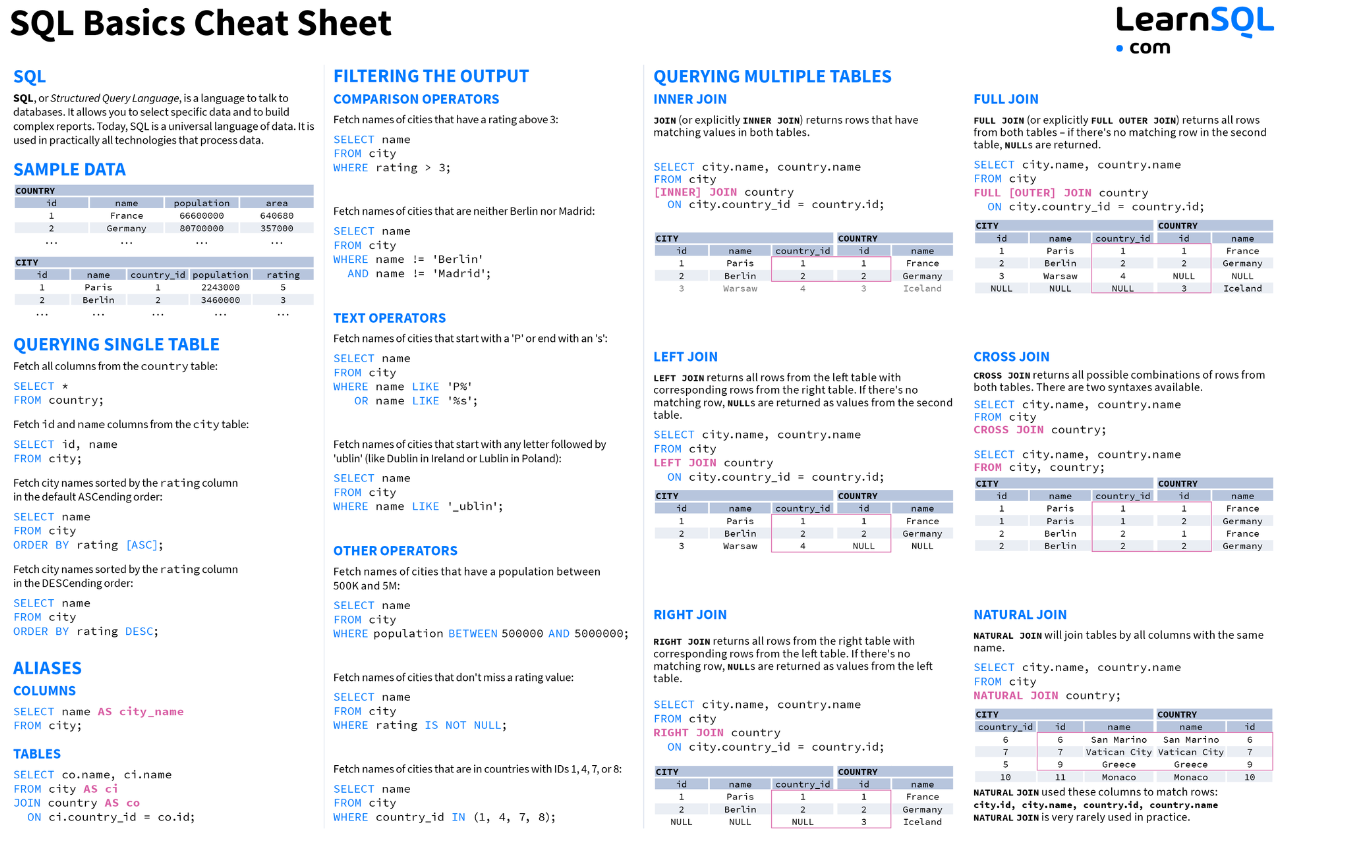 SQL Basics Cheat Sheet
LearnSQL
• com
SQL
SQL, or Structured Query Language, is a language to talk to
databases. It allows you to select specific data and to build
complex reports. Today, SQL is a universal language of data. It is
used in practically all technologies that process data.
SAMPLE DATA
COUNTRY
id name population area
1 France 66600000 640680
2 Germany 80700000 357000
... ... ... ...
CITY
id name country_id population rating
1 Paris 1 2243000 5
2 Berlin 2 3460000 3
... ... ... ... ...
QUERYING SINGLE TABLE
Fetch all columns from the country table:
SELECT *
FROM country;
Fetch id and name columns from the city table:
SELECT id, name
FROM city;
Fetch city names sorted by the rating column
in the default ASCending order:
SELECT name
FROM city
ORDER BY rating [ASC];
Fetch city names sorted by the rating column
in the DESCending order:
SELECT name
FROM city
ORDER BY rating DESC;
ALIASES
COLUMNS
SELECT name AS city_name
FROM city;
TABLES
SELECT co.name, ci.name
FROM city AS ci
JOIN country AS co
ON ci.country_id = co.id;
FILTERING THE OUTPUT
COMPARISON OPERATORS
Fetch names of cities that have a rating above 3:
SELECT name
FROM city
WHERE rating > 3;
Fetch names of cities that are neither Berlin nor Madrid:
SELECT name
FROM city
WHERE name != 'Berlin'
AND name != 'Madrid';
TEXT OPERATORS
Fetch names of cities that start with a 'P' or end with an 's':
SELECT name
FROM city
WHERE name LIKE 'P%'
OR name LIKE '%s';
Fetch names of cities that start with any letter followed by
'ublin' (like Dublin in Ireland or Lublin in Poland):
SELECT name
FROM city
WHERE name LIKE '_ublin';
OTHER OPERATORS
Fetch names of cities that have a population between
500K and 5M:
SELECT name
FROM city
WHERE population BETWEEN 500000 AND 5000000;
Fetch names of cities that don't miss a rating value:
SELECT name
FROM city
WHERE rating IS NOT NULL;
Fetch names of cities that are in countries with IDs 1, 4, 7, or 8:
SELECT name
FROM city
WHERE country_id IN (1, 4, 7, 8);
QUERYING MULTIPLE TABLES
INNER JOIN
JOIN (or explicitly INNER JOIN) returns rows that have
matching values in both tables.
SELECT city.name, country.name
FROM city
[INNER] JOIN country
ON city.country_id = country.id;
CITY COUNTRY
id name country_id id name
1 Paris 1 1 France
2 Berlin 2 2 Germany
3 Warsaw 4 3 Iceland
LEFT JOIN
LEFT JOIN returns all rows from the left table with
corresponding rows from the right table. If there's no
matching row, NULLs are returned as values from the second
table.
SELECT city.name, country.name
FROM city
LEFT JOIN country
ON city.country_id = country.id;
CITY COUNTRY
id name country_id id name
1 Paris 1 1 France
2 Berlin 2 2 Germany
3 Warsaw 4 NULL NULL
RIGHT JOIN
RIGHT JOIN returns all rows from the right table with
corresponding rows from the left table. If there's no
matching row, NULLs are returned as values from the left
table.
SELECT city.name, country.name
FROM city
RIGHT JOIN country
ON city.country_id = country.id;
CITY COUNTRY
id name country_id id name
1 Paris 1 1 France
2 Berlin 2 2 Germany
NULL NULL NULL 3 Iceland
FULL JOIN
FULL JOIN (or explicitly FULL OUTER JOIN) returns all rows
from both tables – if there's no matching row in the second
table, NULLs are returned.
SELECT city.name, country.name
FROM city
FULL [OUTER] JOIN country
ON city.country_id = country.id;
CITY COUNTRY
id name country_id id name
1 Paris 1 1 France
2 Berlin 2 2 Germany
3 Warsaw 4 NULL NULL
NULL NULL NULL 3 Iceland
CROSS JOIN
CROSS JOIN returns all possible combinations of rows from
both tables. There are two syntaxes available.
SELECT city.name, country.name
FROM city
CROSS JOIN country;
SELECT city.name, country.name
FROM city, country;
CITY COUNTRY
id name country_id id name
1 Paris 1 1 France
1 Paris 1 2 Germany
2 Berlin 2 1 France
2 Berlin 2 2 Germany
NATURAL JOIN
NATURAL JOIN will join tables by all columns with the same
name.
SELECT city.name, country.name
FROM city
NATURAL JOIN country;
CITY COUNTRY
country_id id name name id
6 6 San Marino San Marino 6
7 7 Vatican City Vatican City 7
5 9 Greece Greece 9
10 11 Monaco Monaco 10
NATURAL JOIN used these columns to match rows:
city.id, city.name, country.id, country.name
NATURAL JOIN is very rarely used in practice.